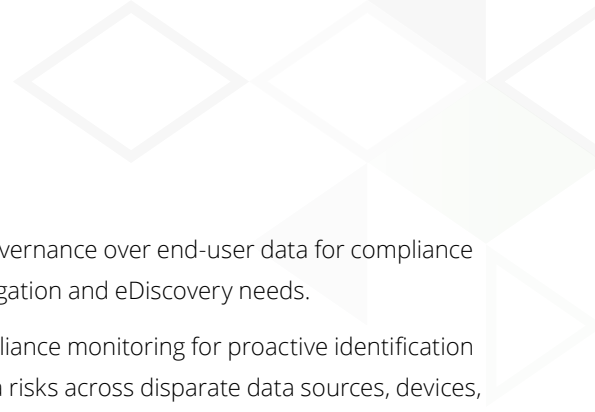 vernance over end-user data for compliance
gation and eDiscovery needs.
liance monitoring for proactive identification
risks across disparate data sources, devices,